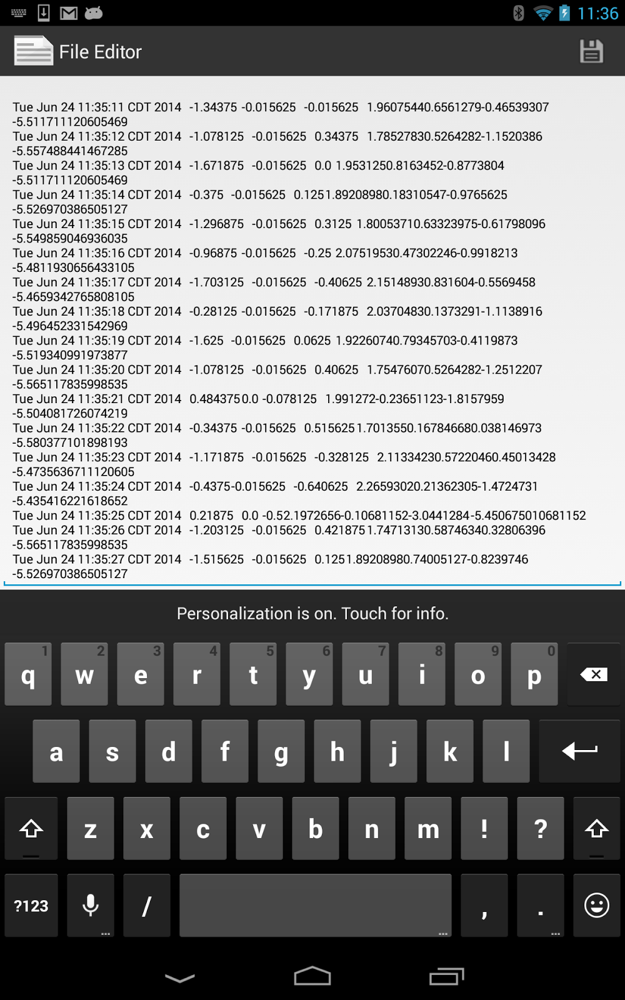 11:36
File Editor
Tue Jun 24 11:35:11 CDT 2014 -1.34375 -0.015625 -0.015625 1.96075440.6561279-0.46539307
-5.511711120605469
Tue Jun 24 11:35:12 CDT 2014 -1.078125 -0.015625 0.34375 1.78527830.5264282-1.1520386
-5.557488441467285
Tue Jun 24 11:35:13 CDT 2014 -1.671875 -0.015625 0.0 1.9531250.8163452-0.8773804
-5.511711120605469
Tue Jun 24 11:35:14 CDT 2014 -0.375 -0.015625 0.1251.89208980.18310547-0.9765625
-5.526970386505127
Tue Jun 24 11:35:15 CDT 2014 -1.296875 -0.015625 0.3125 1.80053710.63323975-0.61798096
-5.549859046936035
Tue Jun 24 11:35:16 CDT 2014 -0.96875 -0.015625 -0.25 2.07519530.47302246-0.9918213
-5.4811930656433105
Tue Jun 24 11:35:17 CDT 2014 -1.703125 -0.015625 -0.40625 2.15148930.831604-0.5569458
-5.4659342765808105
Tue Jun 24 11:35:18 CDT 2014 -0.28125 -0.015625 -0.171875 2.03704830.1373291-1.1138916
-5.496452331542969
Tue Jun 24 11:35:19 CDT 2014 -1.625 -0.015625 0.0625 1.92260740.79345703-0.4119873
-5.519340991973877
Tue Jun 24 11:35:20 CDT 2014 -1.078125 -0.015625 0.40625 1.75476070.5264282-1.2512207
-5.565117835998535
Tue Jun 24 11:35:21 CDT 2014 0.484375 0.0 -0.078125 1.991272-0.23651123-1.8157959
-5.504081726074219
Tue Jun 24 11:35:22 CDT 2014 -0.34375 -0.015625 0.515625 1.7013550.167846680.038146973
-5.580377101898193
Tue Jun 24 11:35:23 CDT 2014 -1.171875 -0.015625 -0.328125 2.11334230.57220460.45013428
-5.4735636711120605
Tue Jun 24 11:35:24 CDT 2014 -0.4375-0.015625 -0.640625 2.26593020.21362305-1.4724731
-5.435416221618652
Tue Jun 24 11:35:25 CDT 2014 0.21875 0.0 -0.52.1972656-0.10681152-3.0441284-5.450675010681152
Tue Jun 24 11:35:26 CDT 2014 -1.203125 -0.015625 0.4218751.74713130.58746340.32806396
-5.565117835998535
Tue Jun 24 11:35:27 CDT 2014 -1.515625 -0.015625 0.1251.89208980.74005127-0.8239746
-5.526970386505127
Personalization is on. Touch for info.
1 2 3 4 5 6 7 8 9 0
q w e r t y u i o p
a s d f g h j k l
z x c v b n m ! ?
?123 / , .